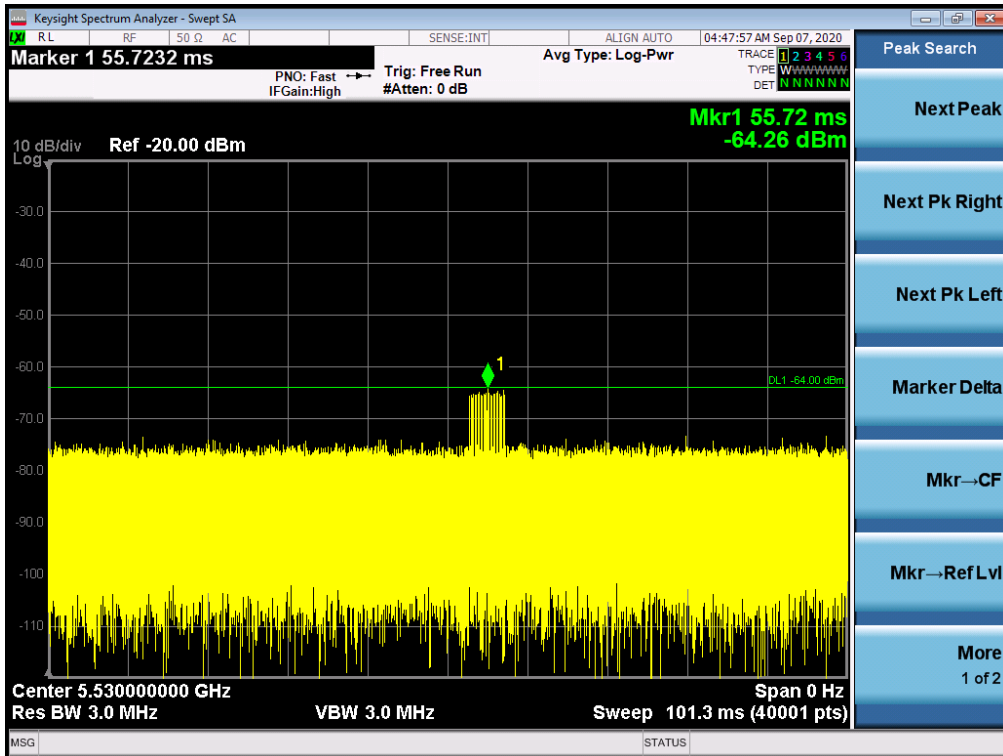 Keysight Spectrum Analyzer - Swept SA
LXI RL RF 50 Ω AC SENSE:INT ALIGN AUTO 04:47:57 AM Sep 07, 2020
Marker 1 55.7232 ms
PNO: Fast
IFGain:High
Trig: Free Run
#Atten: 0 dB
Avg Type: Log-Pwr
TRACE 1 2 3 4 5 6
TYPE WWWWWW
DET N N N N N N
Peak Search
Next Peak
Next Pk Right
Next Pk Left
Marker Delta
Mkr→CF
Mkr→Ref Lvl
More
1 of 2
Mkr1 55.72 ms
-64.26 dBm
10 dB/div Ref -20.00 dBm
Log
-30.0
-40.0
-50.0
-60.0
1
DL1 -64.00 dBm
-70.0
-80.0
-90.0
-100
-110
Center 5.530000000 GHz Span 0 Hz
Res BW 3.0 MHz VBW 3.0 MHz Sweep 101.3 ms (40001 pts)
MSG STATUS